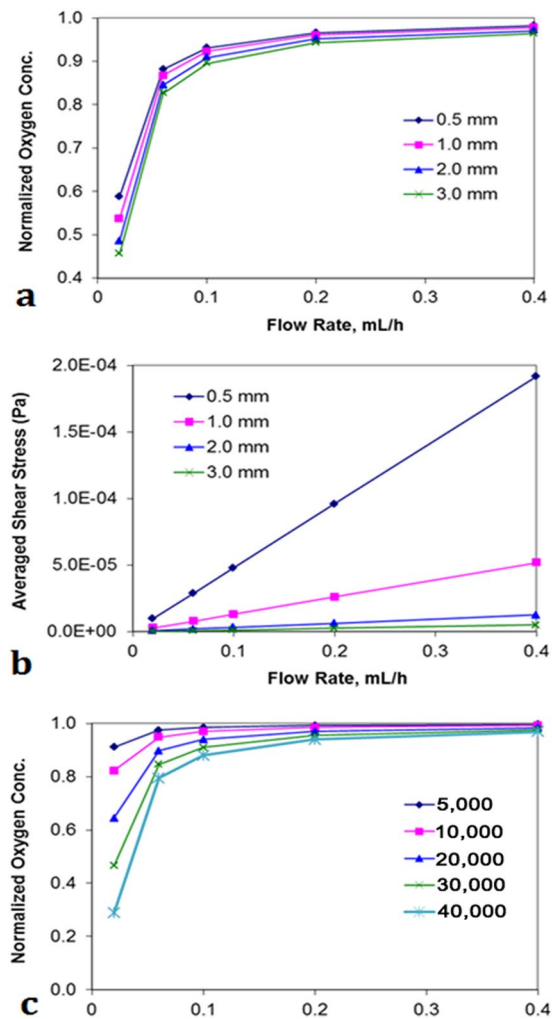 1.0
0.9
0.8
0.7
0.6
0.5
0.4
Normalized Oxygen Conc.
0.5 mm
1.0 mm
2.0 mm
3.0 mm
0
0.1
0.2
0.3
0.4
Flow Rate, mL/h
a
2.0E-04
1.5E-04
1.0E-04
5.0E-05
0.0E+00
Averaged Shear Stress (Pa)
0.5 mm
1.0 mm
2.0 mm
3.0 mm
0
0.1
0.2
0.3
0.4
Flow Rate, mL/h
b
1.0
0.8
0.6
0.4
0.2
0.0
Normalized Oxygen Conc.
5,000
10,000
20,000
30,000
40,000
0
0.1
0.2
0.3
0.4
c